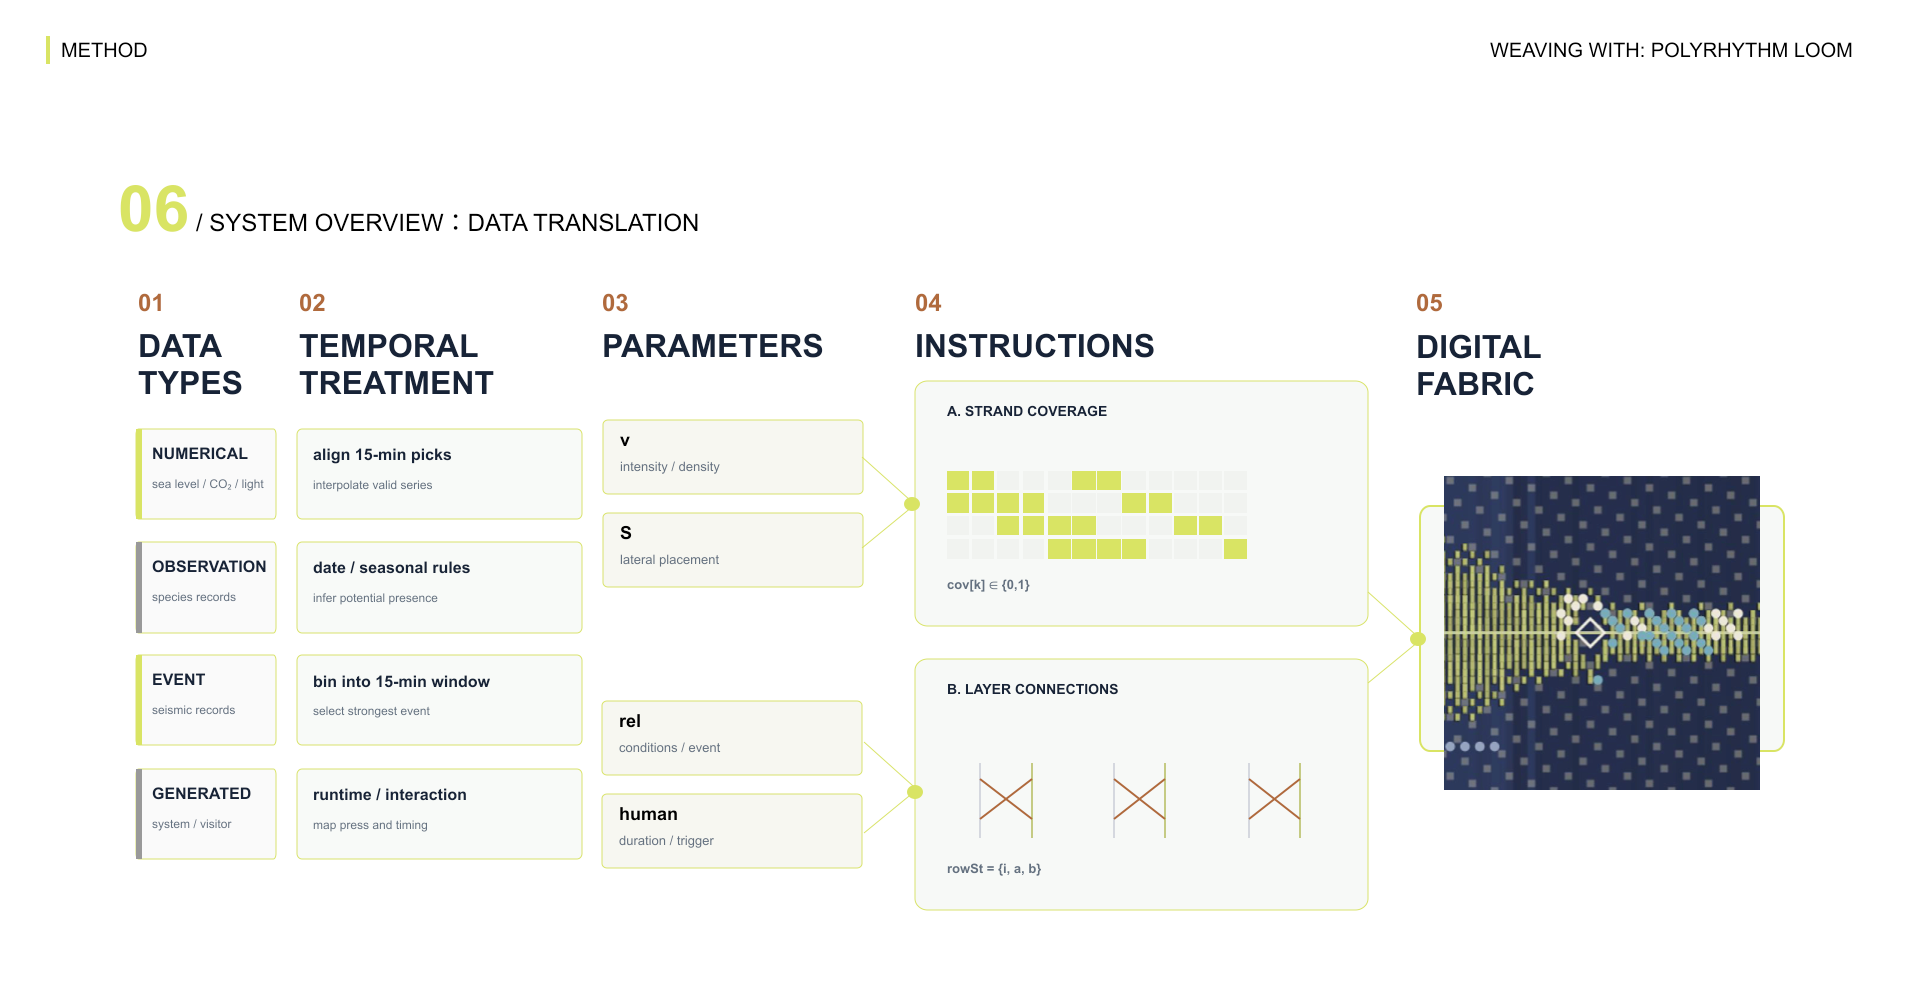 METHOD
WEAVING WITH: POLYRHYTHM LOOM
06 / SYSTEM OVERVIEW：DATA TRANSLATION
01
DATA
TYPES
NUMERICAL
sea level / CO₂ / light
OBSERVATION
species records
EVENT
seismic records
GENERATED
system / visitor
02
TEMPORAL
TREATMENT
align 15-min picks
interpolate valid series
date / seasonal rules
infer potential presence
bin into 15-min window
select strongest event
runtime / interaction
map press and timing
03
PARAMETERS
v
intensity / density
S
lateral placement
rel
conditions / event
human
duration / trigger
04
INSTRUCTIONS
A. STRAND COVERAGE
cov[k] ∈ {0,1}
B. LAYER CONNECTIONS
rowSt = {i, a, b}
05
DIGITAL
FABRIC